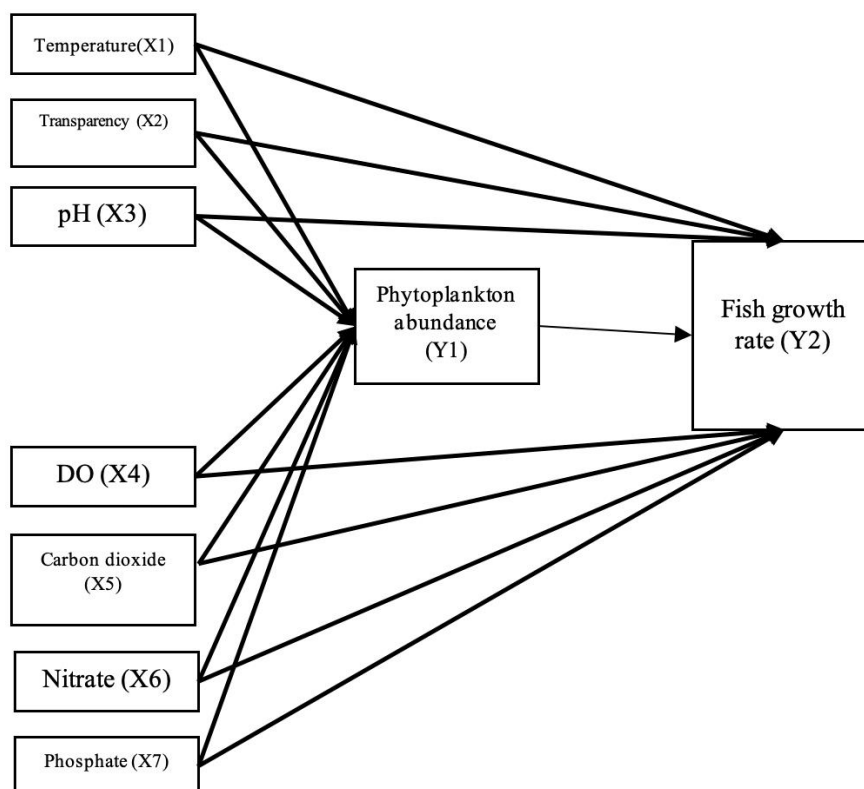 Temperature(X1)
Transparency (X2)
pH (X3)
Phytoplankton
abundance
(Y1)
Fish growth
rate (Y2)
DO (X4)
Carbon dioxide
(X5)
Nitrate (X6)
Phosphate (X7)